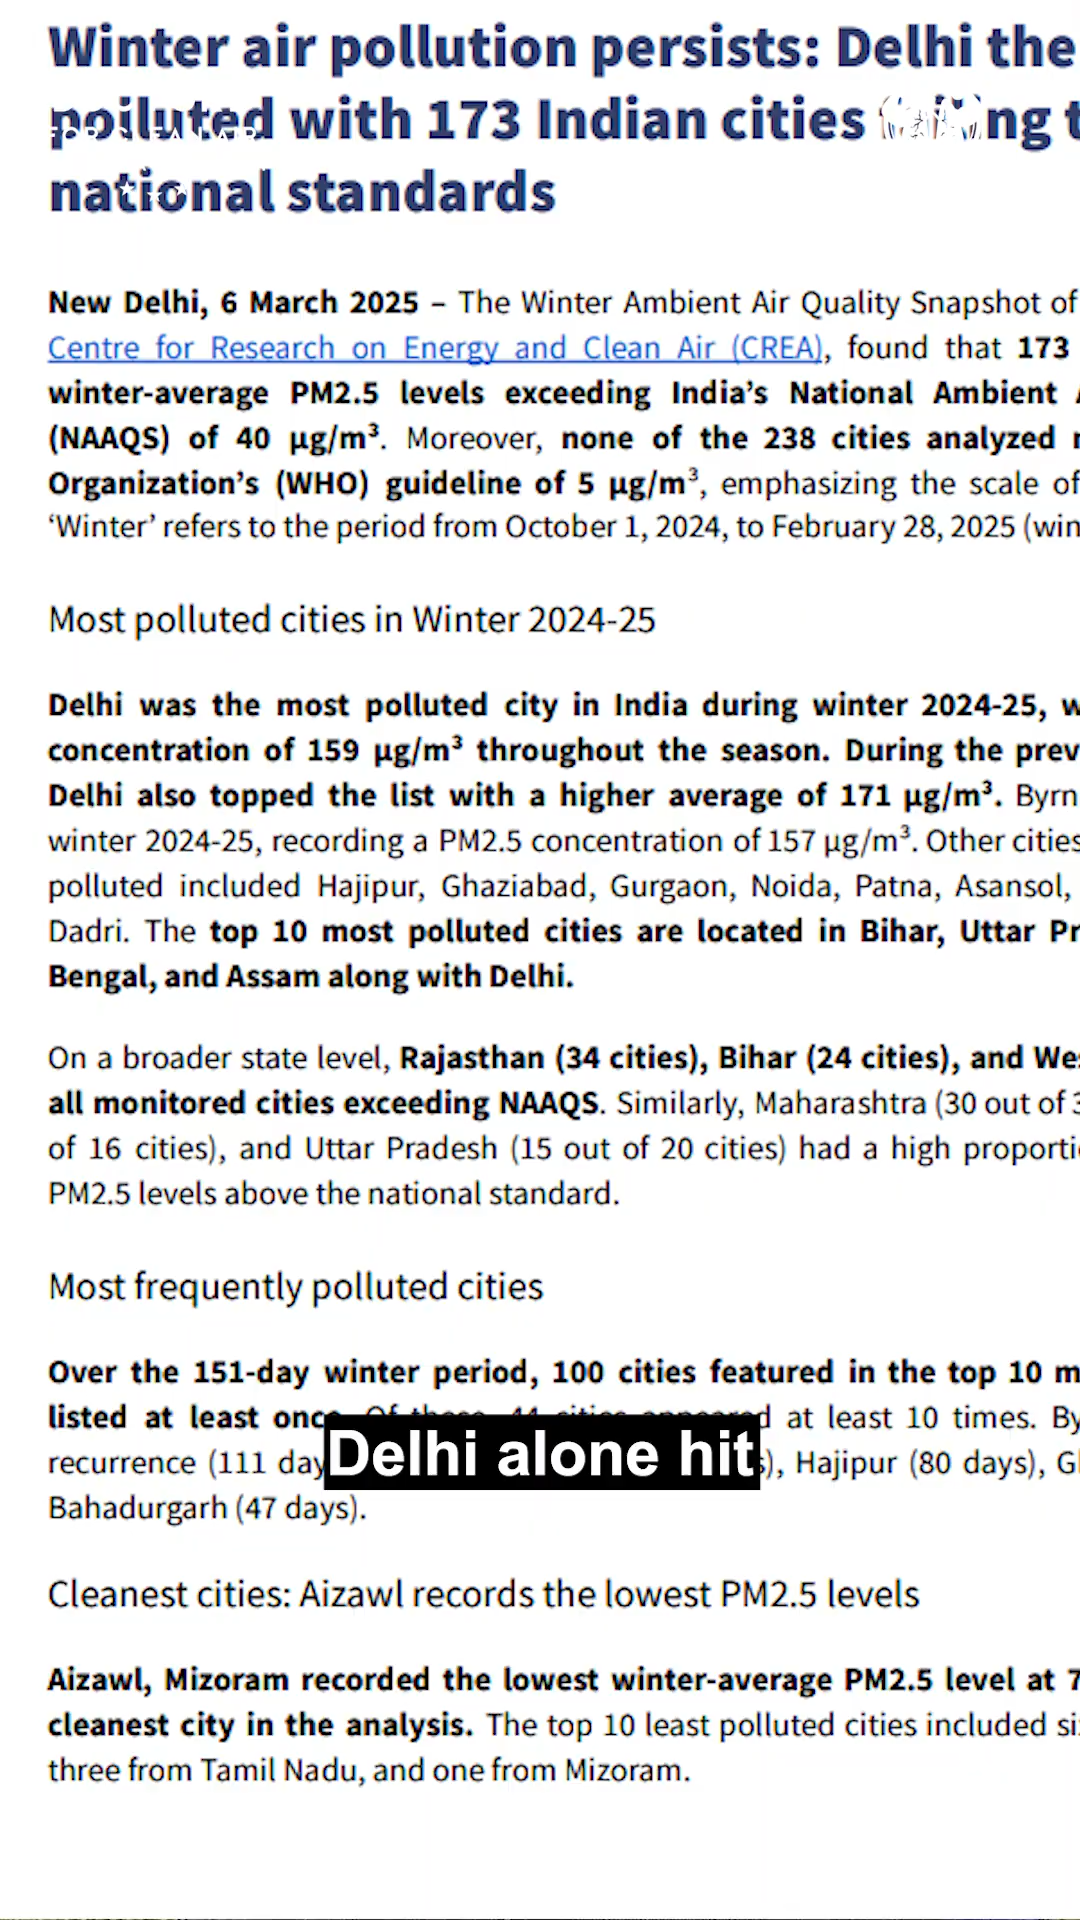 Winter air pollution persists: Delhi the
polluted with 173 Indian cities
national standards
FOR CLEAN AIR
New Delhi, 6 March 2025 – The Winter Ambient Air Quality Snapshot of
Centre for Research on Energy and Clean Air (CREA), found that 173
winter-average PM2.5 levels exceeding India’s National Ambient
(NAAQS) of 40 µg/m³. Moreover, none of the 238 cities analyzed
Organization’s (WHO) guideline of 5 µg/m³, emphasizing the scale of
‘Winter’ refers to the period from October 1, 2024, to February 28, 2025 (win
Most polluted cities in Winter 2024-25
Delhi was the most polluted city in India during winter 2024-25, w
concentration of 159 µg/m³ throughout the season. During the prev
Delhi also topped the list with a higher average of 171 µg/m³. Byrn
winter 2024-25, recording a PM2.5 concentration of 157 µg/m³. Other cities
polluted included Hajipur, Ghaziabad, Gurgaon, Noida, Patna, Asansol,
Dadri. The top 10 most polluted cities are located in Bihar, Uttar Pr
Bengal, and Assam along with Delhi.
On a broader state level, Rajasthan (34 cities), Bihar (24 cities), and We
all monitored cities exceeding NAAQS. Similarly, Maharashtra (30 out of 3
of 16 cities), and Uttar Pradesh (15 out of 20 cities) had a high proporti
PM2.5 levels above the national standard.
Most frequently polluted cities
Over the 151-day winter period, 100 cities featured in the top 10 m
listed at least once. Of these, 44 cities appeared at least 10 times. By
recurrence (111 day s), Hajipur (80 days), G
Delhi alone hit
Bahadurgarh (47 days).
Cleanest cities: Aizawl records the lowest PM2.5 levels
Aizawl, Mizoram recorded the lowest winter-average PM2.5 level at 7
cleanest city in the analysis. The top 10 least polluted cities included si
three from Tamil Nadu, and one from Mizoram.